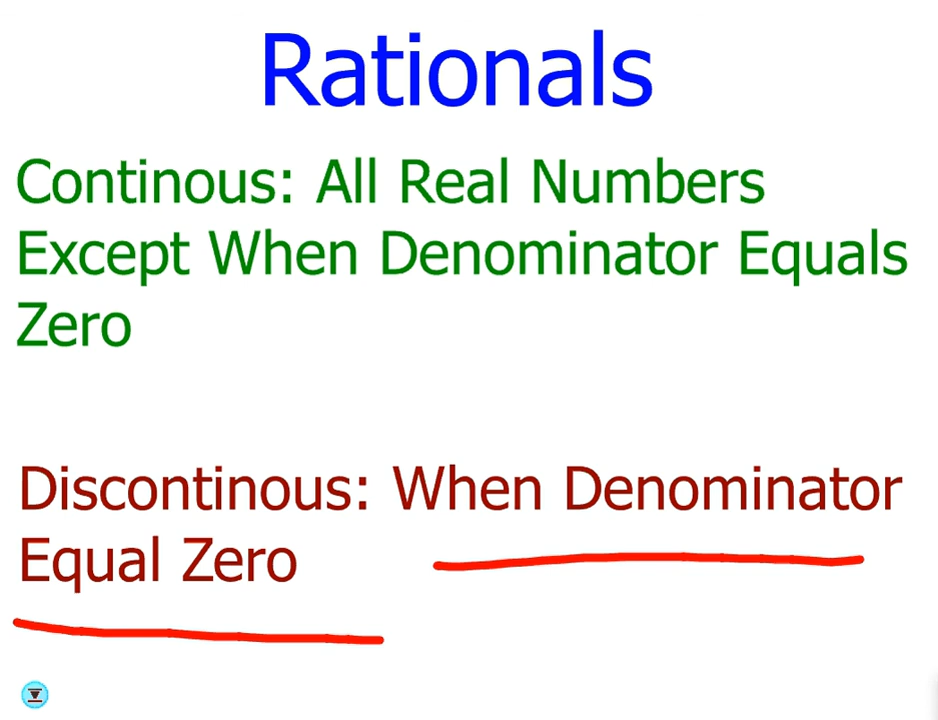 Rationals
Continous: All Real Numbers
Except When Denominator Equals
Zero
Discontinous: When Denominator
Equal Zero